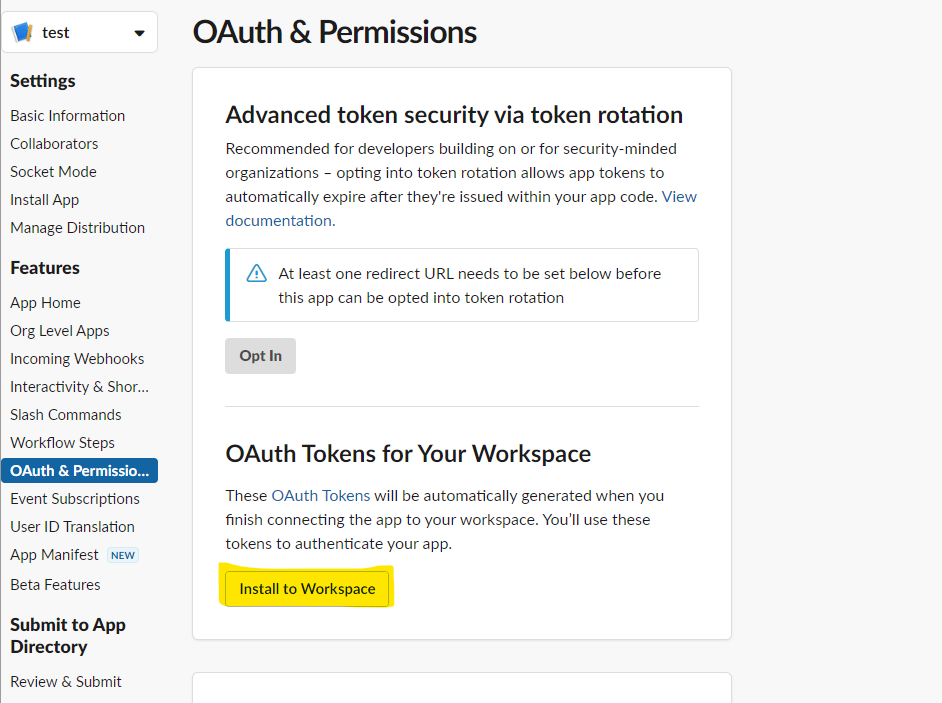 test
Settings
Basic Information
Collaborators
Socket Mode
Install App
Manage Distribution
Features
App Home
Org Level Apps
Incoming Webhooks
Interactivity & Shor...
Slash Commands
Workflow Steps
OAuth & Permissio...
Event Subscriptions
User ID Translation
App Manifest NEW
Beta Features
Submit to App
Directory
Review & Submit
OAuth & Permissions
Advanced token security via token rotation
Recommended for developers building on or for security-minded
organizations – opting into token rotation allows app tokens to
automatically expire after they're issued within your app code. View
documentation.
At least one redirect URL needs to be set below before
this app can be opted into token rotation
Opt In
OAuth Tokens for Your Workspace
These OAuth Tokens will be automatically generated when you
finish connecting the app to your workspace. You’ll use these
tokens to authenticate your app.
Install to Workspace